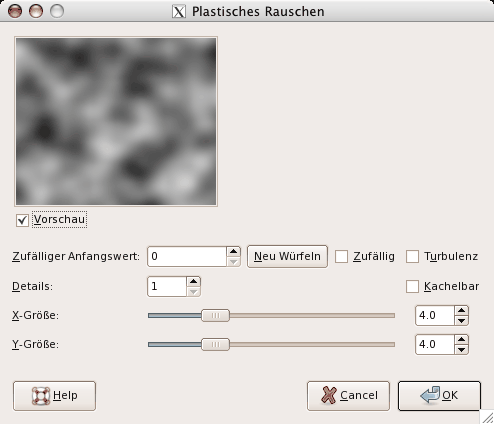 Plastisches Rauschen
Vorschau
Zufälliger Anfangswert: 0 Neu Würfeln Zufällig Turbulenz
Details: 1 Kachelbar
X-Größe: 4.0
Y-Größe: 4.0
Help Cancel OK